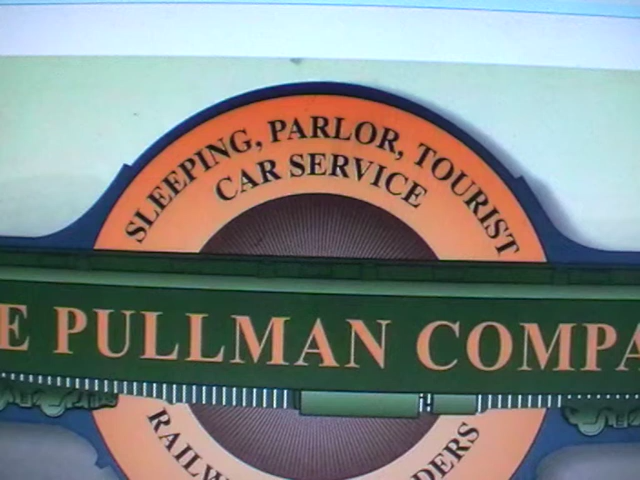 SLEEPING, PARLOR, TOURIST
CAR SERVICE
E PULLMAN COMPA
RAILW DERS